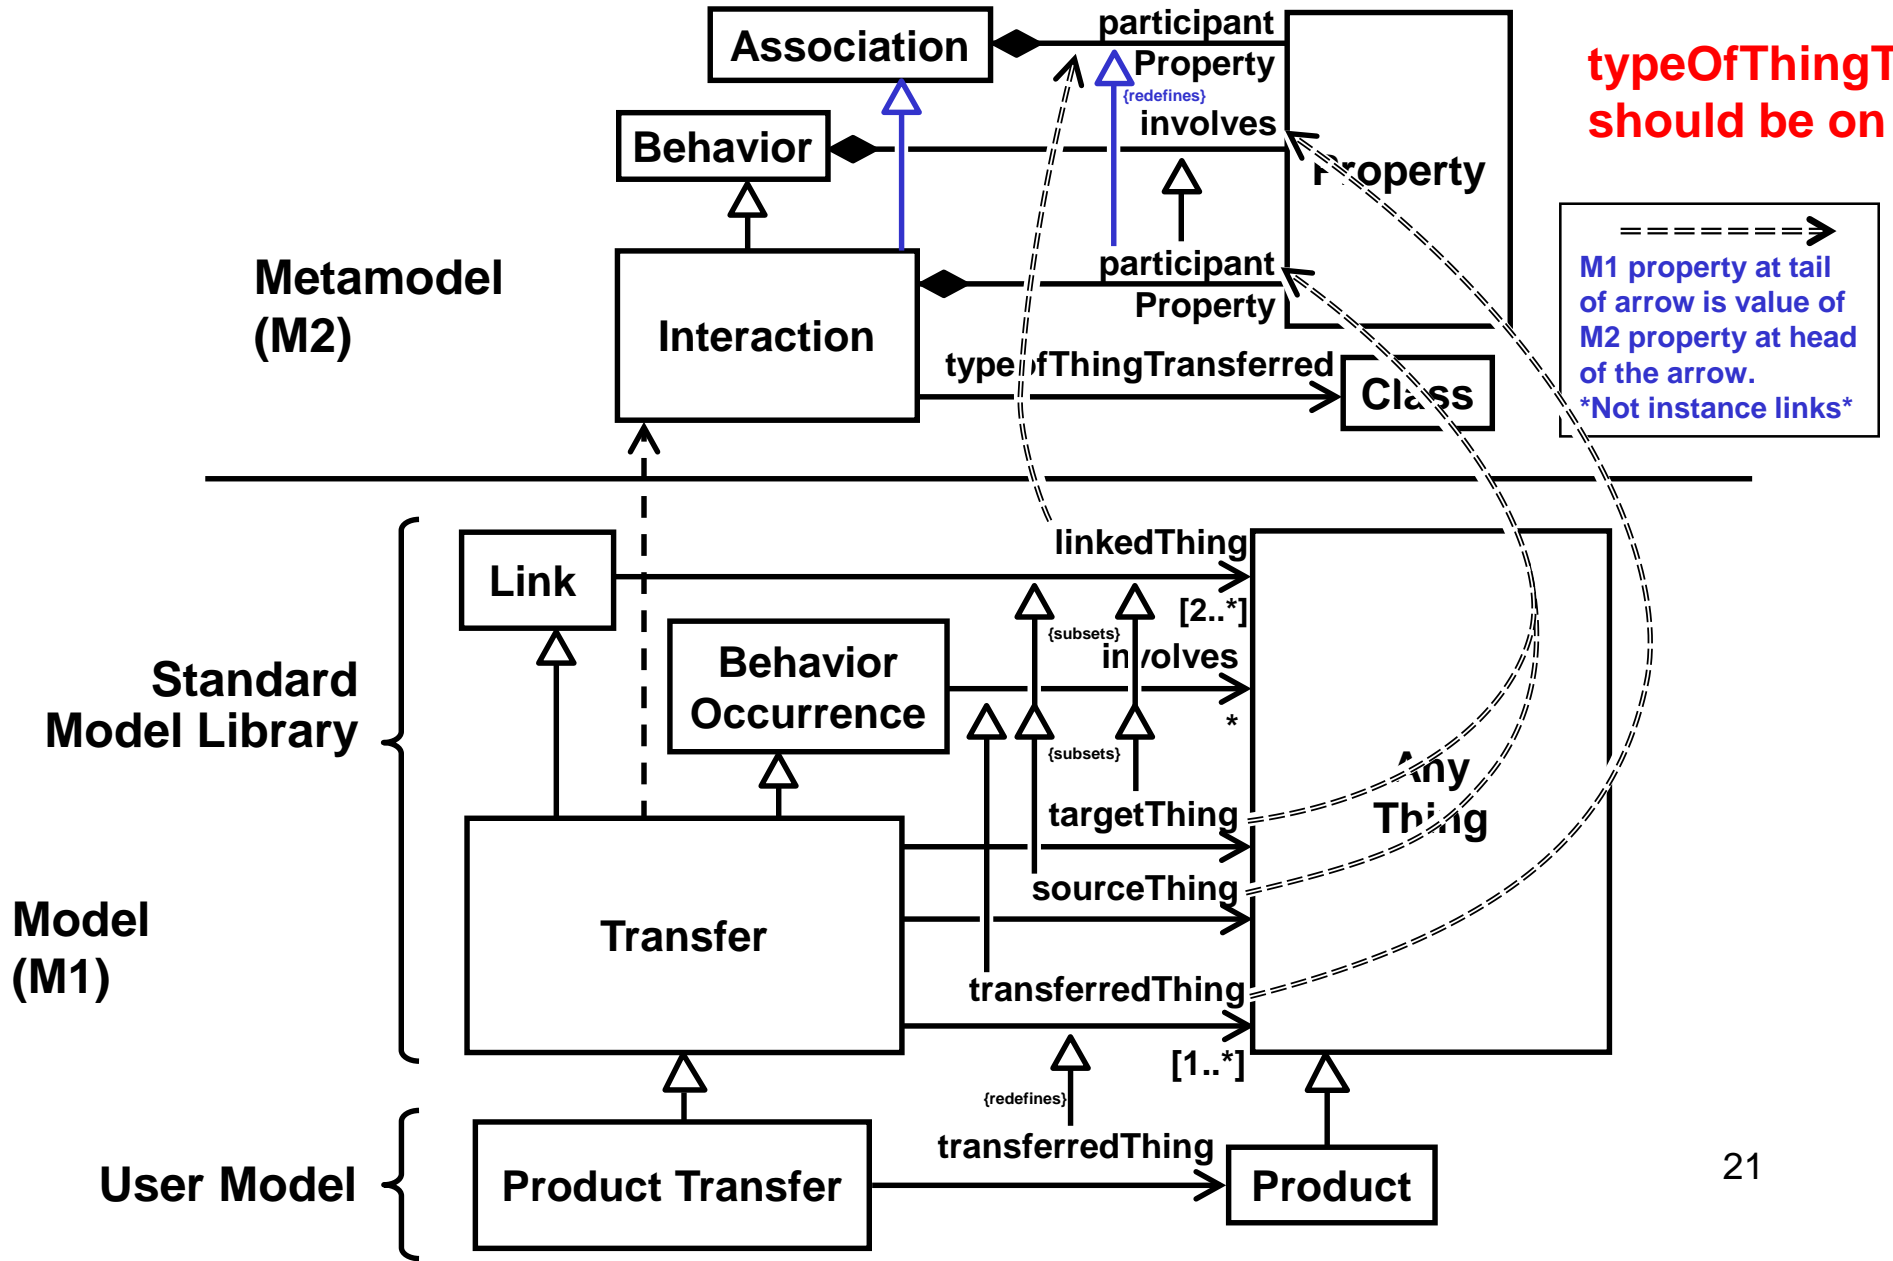 participant
Property
Association
{redefines}
involves
Behavior
Property
typeOfThingT
should be on
Metamodel
(M2)
Interaction
participant
Property
typeOfThingTransferred
Class
M1 property at tail
of arrow is value of
M2 property at head
of the arrow.
*Not instance links*
linkedThing
[2..*]
Link
{subsets}
involves
*
Behavior
Occurrence
{subsets}
Standard
Model Library
Any
Thing
targetThing
sourceThing
Model
(M1)
Transfer
transferredThing
[1..*]
{redefines}
transferredThing
User Model
Product Transfer
Product
21